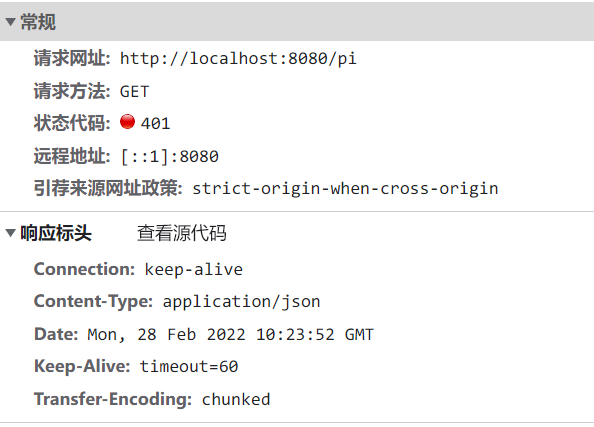 常规
请求网址: http://localhost:8080/pi
请求方法: GET
状态代码: 401
远程地址: [::1]:8080
引荐来源网址政策: strict-origin-when-cross-origin
响应标头 查看源代码
Connection: keep-alive
Content-Type: application/json
Date: Mon, 28 Feb 2022 10:23:52 GMT
Keep-Alive: timeout=60
Transfer-Encoding: chunked